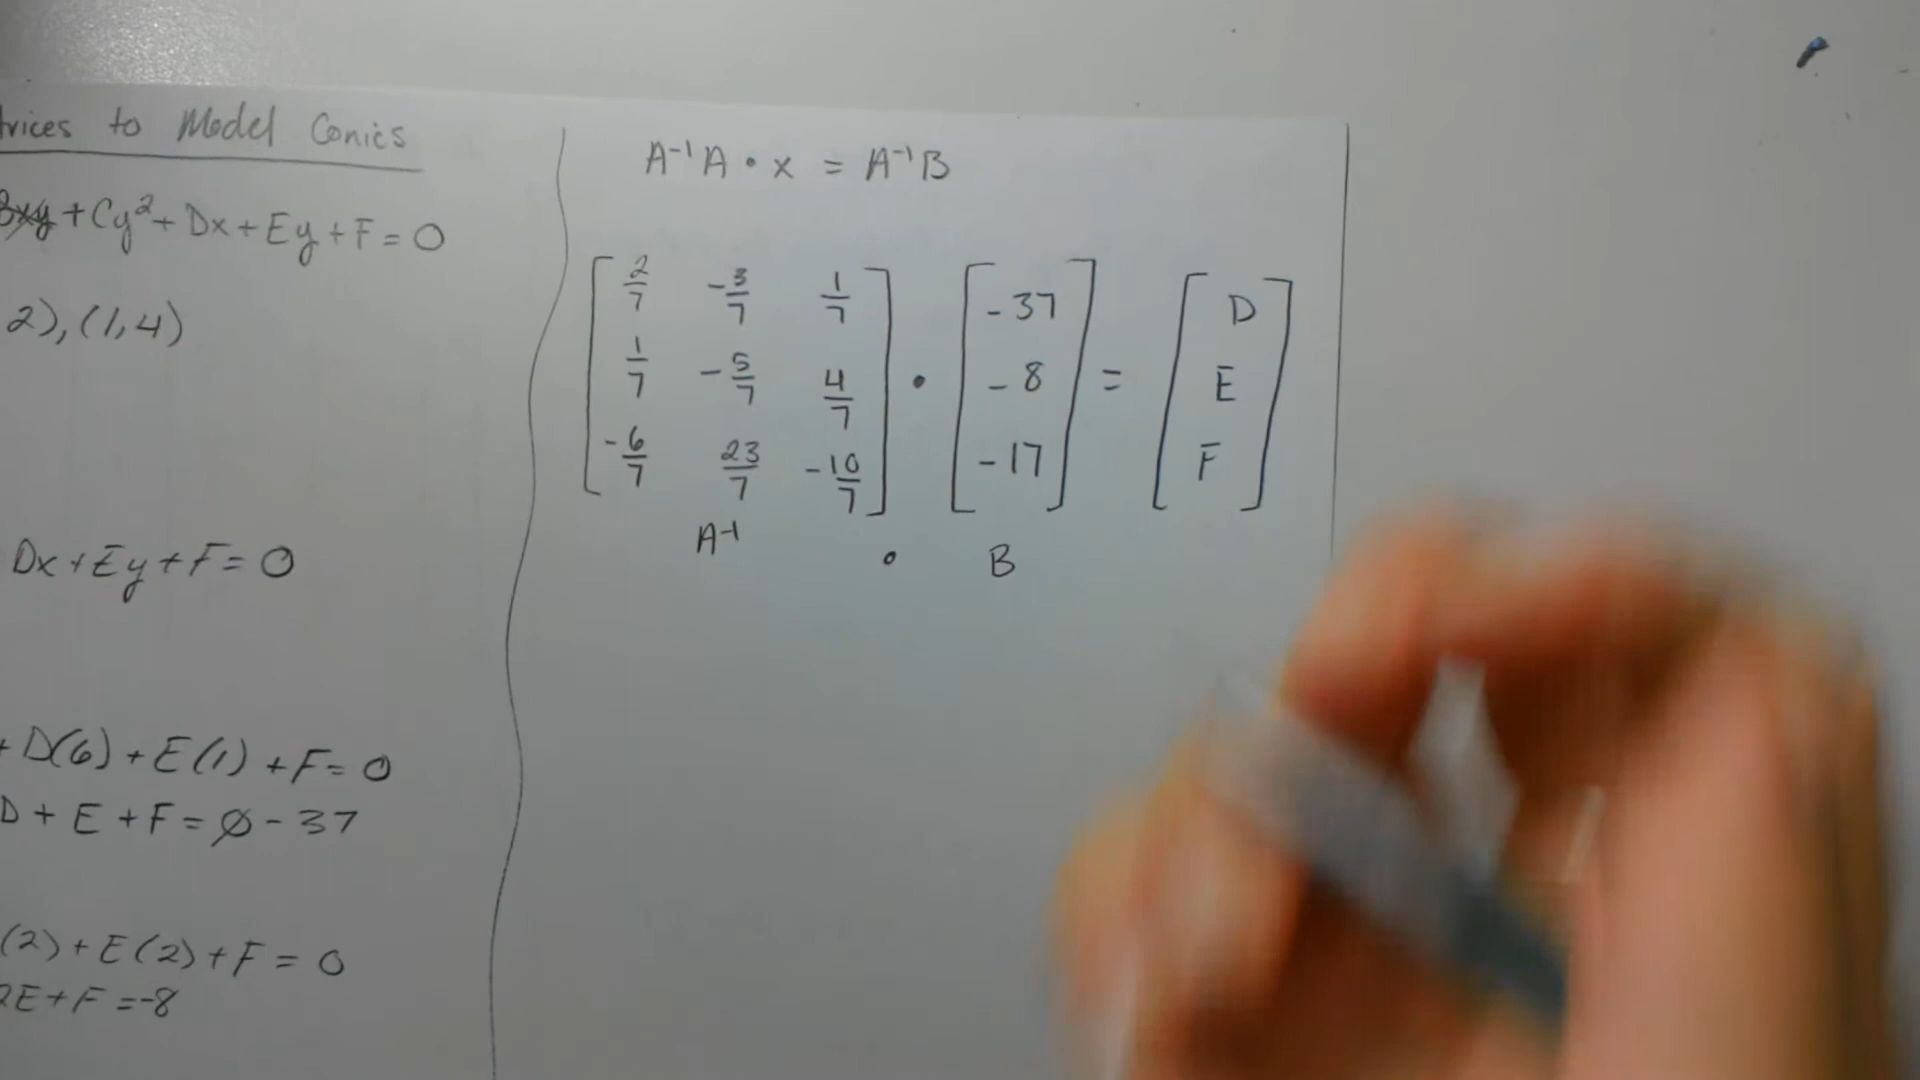 to Model Conics
+ Cy² + Dx + Ey + F = 0
2), (1,4)
Dx + Ey + F = 0
+ D(6) + E(1) + F = 0
D + E + F = 0 - 37
(2) + E(2) + F = 0
2E + F = -8
A⁻¹A • x = A⁻¹B
[ 2/7 -3/7 1/7 ] [ -37 ] [ D ]
[ 1/7 -5/7 4/7 ] • [ -8 ] = [ E ]
[ -6/7 23/7 -10/7 ] [ -17 ] [ F ]
A⁻¹ • B